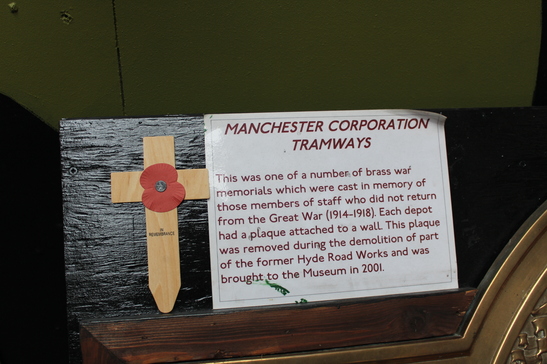 MANCHESTER CORPORATION
TRAMWAYS
This was one of a number of brass war
memorials which were cast in memory of
those members of staff who did not return
from the Great War (1914-1918). Each depot
had a plaque attached to a wall. This plaque
was removed during the demolition of part
of the former Hyde Road Works and was
brought to the Museum in 2001.
IN
REMEMBRANCE